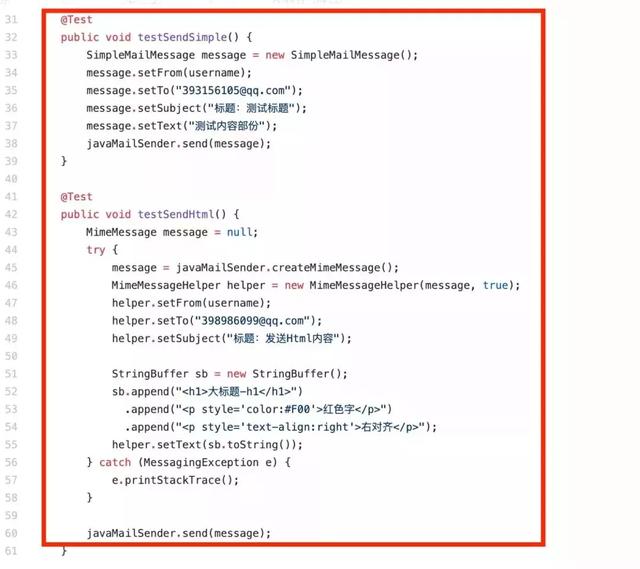 31 @Test
32 public void testSendSimple() {
33 SimpleMailMessage message = new SimpleMailMessage();
34 message.setFrom(username);
35 message.setTo("393156105@qq.com");
36 message.setSubject("标题：测试标题");
37 message.setText("测试内容部份");
38 javaMailSender.send(message);
39 }
40
41 @Test
42 public void testSendHtml() {
43 MimeMessage message = null;
44 try {
45 message = javaMailSender.createMimeMessage();
46 MimeMessageHelper helper = new MimeMessageHelper(message, true);
47 helper.setFrom(username);
48 helper.setTo("398986099@qq.com");
49 helper.setSubject("标题：发送Html内容");
50
51 StringBuffer sb = new StringBuffer();
52 sb.append("<h1>大标题-h1</h1>")
53 .append("<p style='color:#F00'>红色字</p>")
54 .append("<p style='text-align:right'>右对齐</p>");
55 helper.setText(sb.toString());
56 } catch (MessagingException e) {
57 e.printStackTrace();
58 }
59
60 javaMailSender.send(message);
61 }